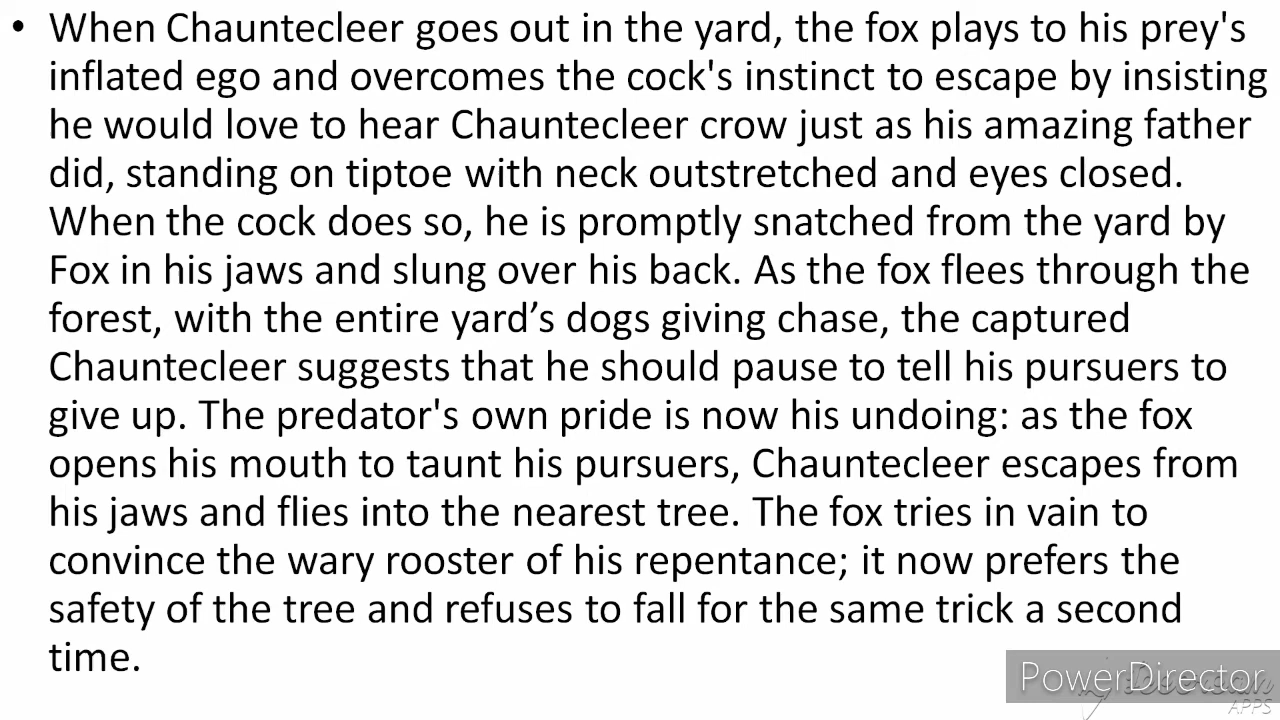 • When Chauntecleer goes out in the yard, the fox plays to his prey's
inflated ego and overcomes the cock's instinct to escape by insisting
he would love to hear Chauntecleer crow just as his amazing father
did, standing on tiptoe with neck outstretched and eyes closed.
When the cock does so, he is promptly snatched from the yard by
Fox in his jaws and slung over his back. As the fox flees through the
forest, with the entire yard’s dogs giving chase, the captured
Chauntecleer suggests that he should pause to tell his pursuers to
give up. The predator's own pride is now his undoing: as the fox
opens his mouth to taunt his pursuers, Chauntecleer escapes from
his jaws and flies into the nearest tree. The fox tries in vain to
convince the wary rooster of his repentance; it now prefers the
safety of the tree and refuses to fall for the same trick a second
time.
PowerDirector
APPS